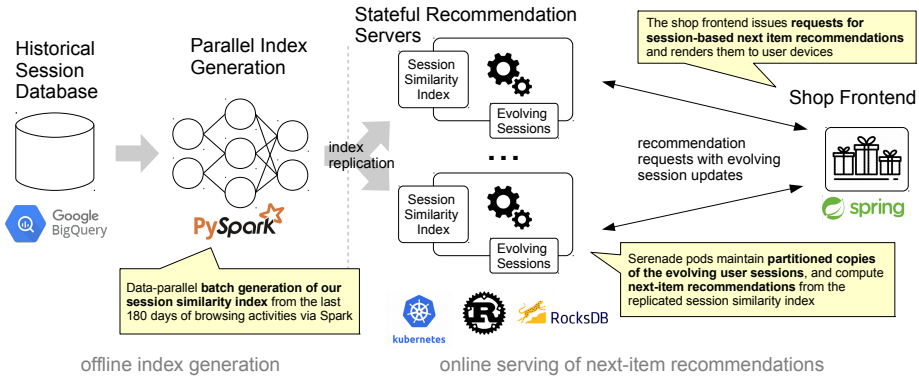 Historical
Session
Database
Google
BigQuery
Parallel Index
Generation
PySpark
Data-parallel batch generation of our
session similarity index from the last
180 days of browsing activities via Spark
offline index generation
index
replication
Stateful Recommendation
Servers
Session
Similarity
Index
Evolving
Sessions
...
Session
Similarity
Index
Evolving
Sessions
kubernetes
R
RocksDB
online serving of next-item recommendations
The shop frontend issues requests for
session-based next item recommendations
and renders them to user devices
Shop Frontend
spring
recommendation
requests with evolving
session updates
Serenade pods maintain partitioned copies
of the evolving user sessions, and compute
next-item recommendations from the
replicated session similarity index